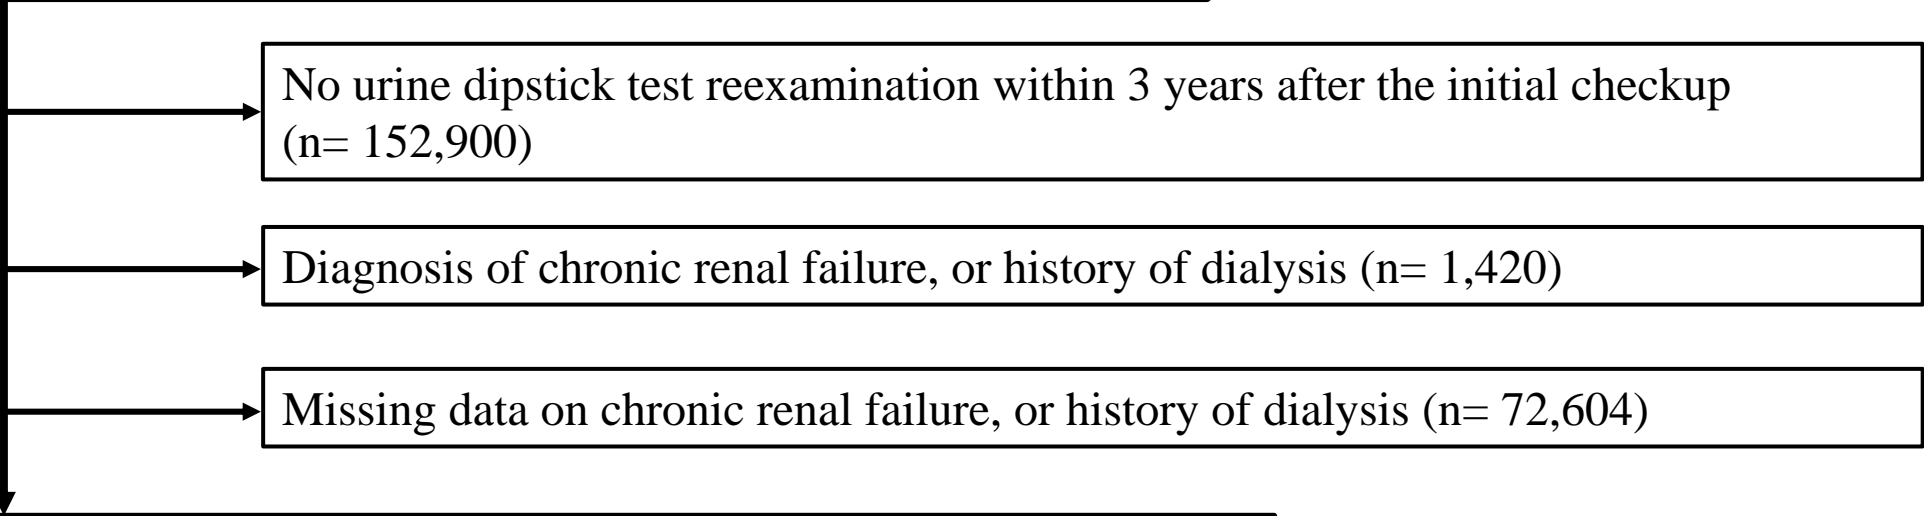 No urine dipstick test reexamination within 3 years after the initial checkup
(n= 152,900)
Diagnosis of chronic renal failure, or history of dialysis (n= 1,420)
Missing data on chronic renal failure, or history of dialysis (n= 72,604)